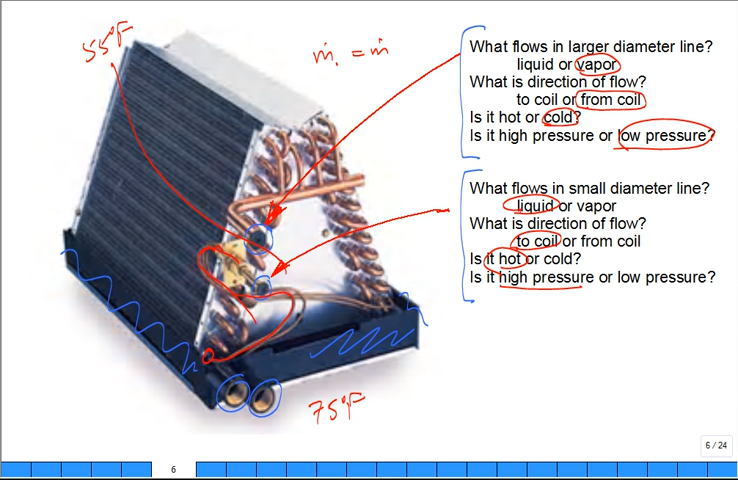 55°F
ṁ. = ṁ
What flows in larger diameter line?
liquid or vapor
What is direction of flow?
to coil or from coil
Is it hot or cold?
Is it high pressure or low pressure?
What flows in small diameter line?
liquid or vapor
What is direction of flow?
to coil or from coil
Is it hot or cold?
Is it high pressure or low pressure?
75°F
6 / 24
6